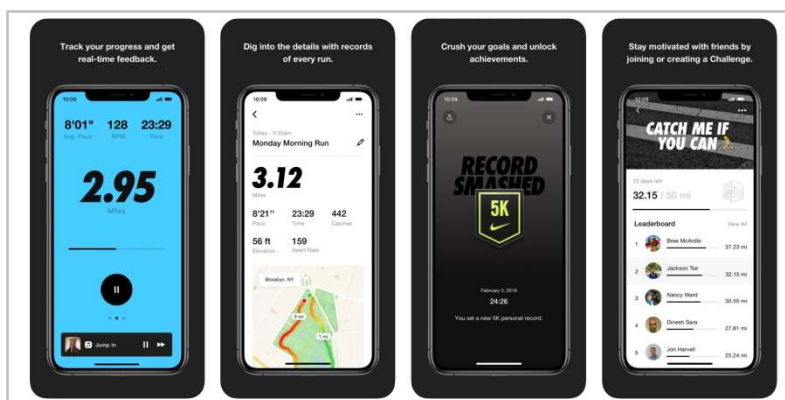 Track your progress and get
real-time feedback.
10:09
8'01" 128 23:29
Avg. Pace BPM Time
2.95
Miles
Jump In
Dig into the details with records
of every run.
10:09
Today - 9:20am
Monday Morning Run
3.12
Miles
8'21" 23:29 442
Pace Time Calories
56 ft 159
Elevation Heart Rate
Brooklyn, NY
3 mi
1 mi
Crush your goals and unlock
achievements.
10:09
RECORD
SMASHED
5K
February 3, 2019
24:26
You set a new 5K personal record.
Stay motivated with friends by
joining or creating a Challenge.
10:09
CATCH ME IF
YOU CAN
days left
32.15 / 50 mi
Leaderboard View All
1 Bree McArdle 37.23 mi
2 Jackson Tse 32.15 mi
3 Nancy Ward 30.55 mi
4 Dinesh Sara 27.81 mi
5 Jon Harvell 25.24 mi